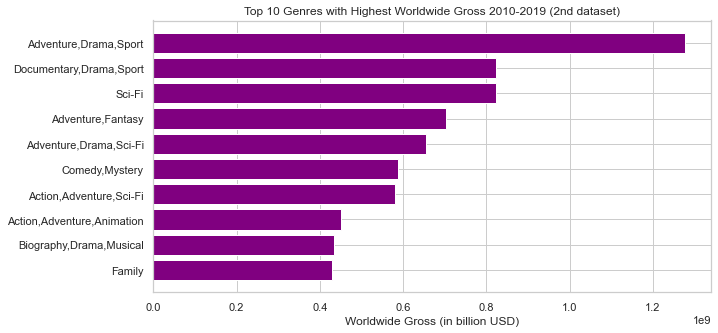 Top 10 Genres with Highest Worldwide Gross 2010-2019 (2nd dataset)
Adventure,Drama,Sport
Documentary,Drama,Sport
Sci-Fi
Adventure,Fantasy
Adventure,Drama,Sci-Fi
Comedy,Mystery
Action,Adventure,Sci-Fi
Action,Adventure,Animation
Biography,Drama,Musical
Family
0.0 0.2 0.4 0.6 0.8 1.0 1.2
1e9
Worldwide Gross (in billion USD)